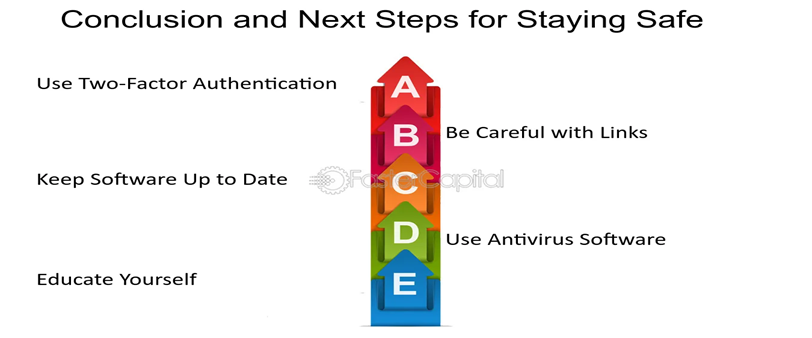 Conclusion and Next Steps for Staying Safe
Use Two-Factor Authentication
A
B
Be Careful with Links
Keep Software Up to Date
C
FasterCapital
D
Use Antivirus Software
Educate Yourself
E